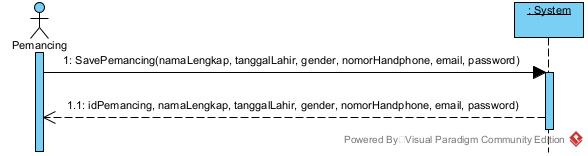 : System
Pemancing
1: SavePemancing(namaLengkap, tanggalLahir, gender, nomorHandphone, email, password)
1.1: idPemancing, namaLengkap, tanggalLahir, gender, nomorHandphone, email, password)
Powered By Visual Paradigm Community Edition